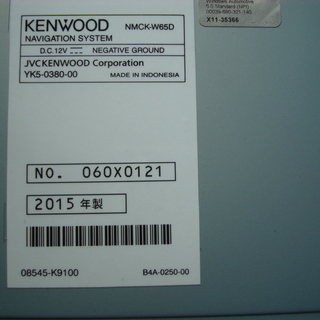 KENWOOD NMCK-W65D
NAVIGATION SYSTEM
D.C.12V NEGATIVE GROUND
JVCKENWOOD Corporation
YK5-0380-00 MADE IN INDONESIA
NO. 060X0121
2015 年製
08545-K9100 B4A-0250-00
Automotive
X11-35366